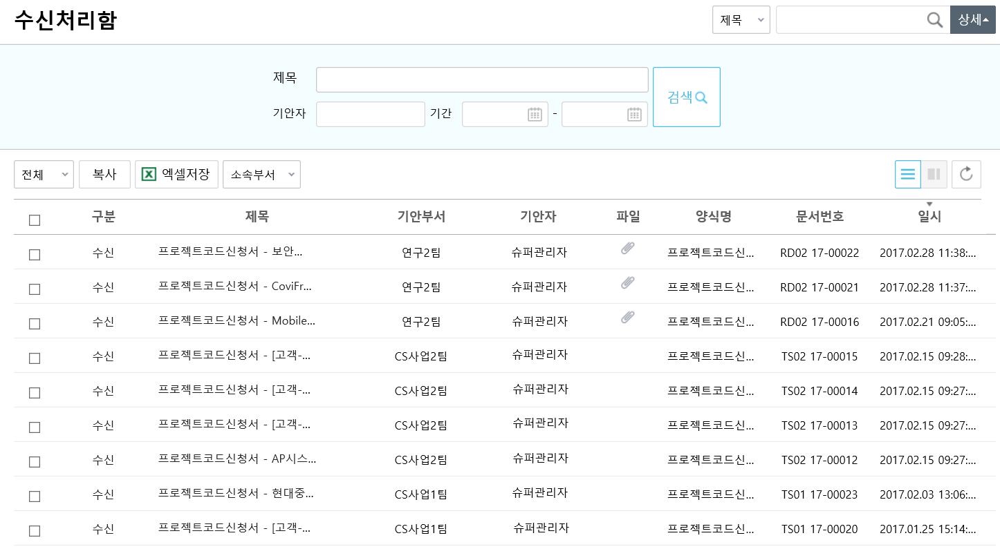 수신처리함 제목 상세
제목
검색
기안자 기간 -
전체 복사 엑셀저장 소속부서
구분 제목 기안부서 기안자 파일 양식명 문서번호 일시
수신 프로젝트코드신청서 - 보안... 연구2팀 슈퍼관리자 프로젝트코드신... RD02 17-00022 2017.02.28 11:38:...
수신 프로젝트코드신청서 - CoviFr... 연구2팀 슈퍼관리자 프로젝트코드신... RD02 17-00021 2017.02.28 11:37:...
수신 프로젝트코드신청서 - Mobile... 연구2팀 슈퍼관리자 프로젝트코드신... RD02 17-00016 2017.02.21 09:05:...
수신 프로젝트코드신청서 - [고객-... CS사업2팀 슈퍼관리자 프로젝트코드신... TS02 17-00015 2017.02.15 09:28:...
수신 프로젝트코드신청서 - [고객-... CS사업2팀 슈퍼관리자 프로젝트코드신... TS02 17-00014 2017.02.15 09:27:...
수신 프로젝트코드신청서 - [고객-... CS사업2팀 슈퍼관리자 프로젝트코드신... TS02 17-00013 2017.02.15 09:27:...
수신 프로젝트코드신청서 - AP시스... CS사업2팀 슈퍼관리자 프로젝트코드신... TS02 17-00012 2017.02.15 09:27:...
수신 프로젝트코드신청서 - 현대중... CS사업1팀 슈퍼관리자 프로젝트코드신... TS01 17-00023 2017.02.03 13:06:...
수신 프로젝트코드신청서 - [고객-... CS사업1팀 슈퍼관리자 프로젝트코드신... TS01 17-00020 2017.01.25 15:14:...